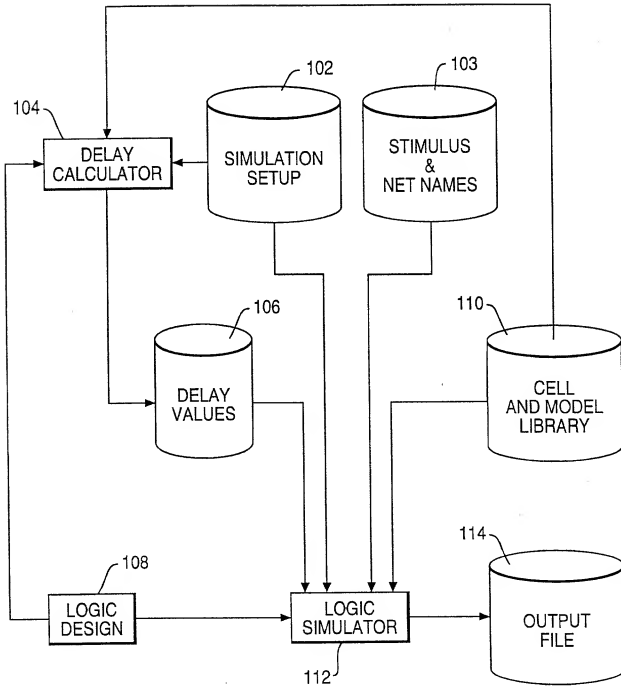 102
103
104
DELAY
CALCULATOR
SIMULATION
SETUP
STIMULUS
&
NET NAMES
106
110
DELAY
VALUES
CELL
AND MODEL
LIBRARY
108
114
LOGIC
DESIGN
LOGIC
SIMULATOR
OUTPUT
FILE
112